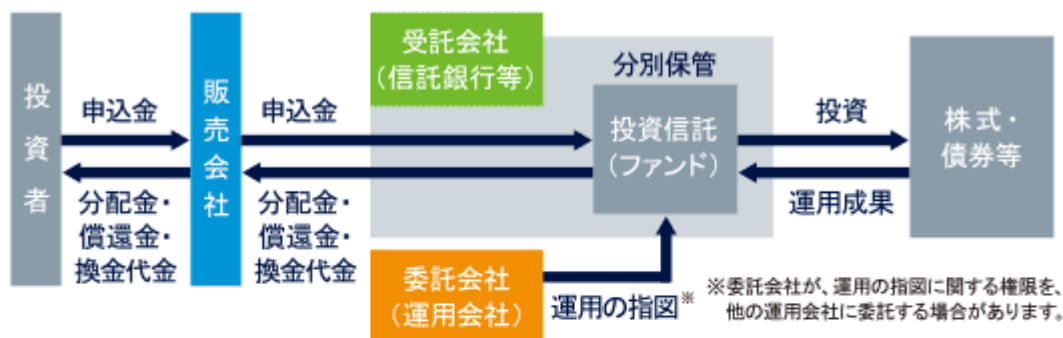 投資者
申込金
分配金・
償還金・
換金代金
販売会社
申込金
分配金・
償還金・
換金代金
受託会社
（信託銀行等）
分別保管
投資信託
（ファンド）
委託会社
（運用会社）
運用の指図※
投資
運用成果
株式・
債券等
※委託会社が、運用の指図に関する権限を、
他の運用会社に委託する場合があります。